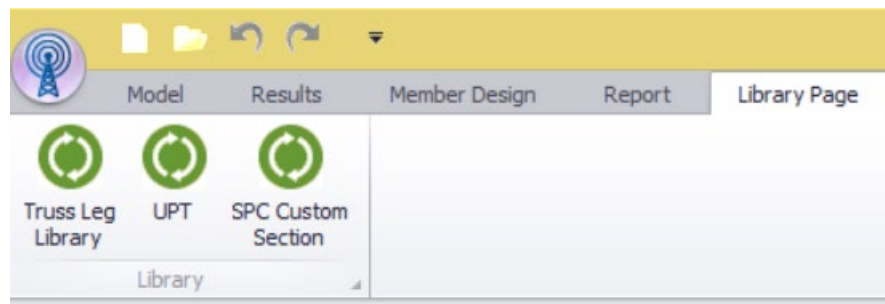 Model Results Member Design Report Library Page
Truss Leg Library
UPT
SPC Custom Section
Library